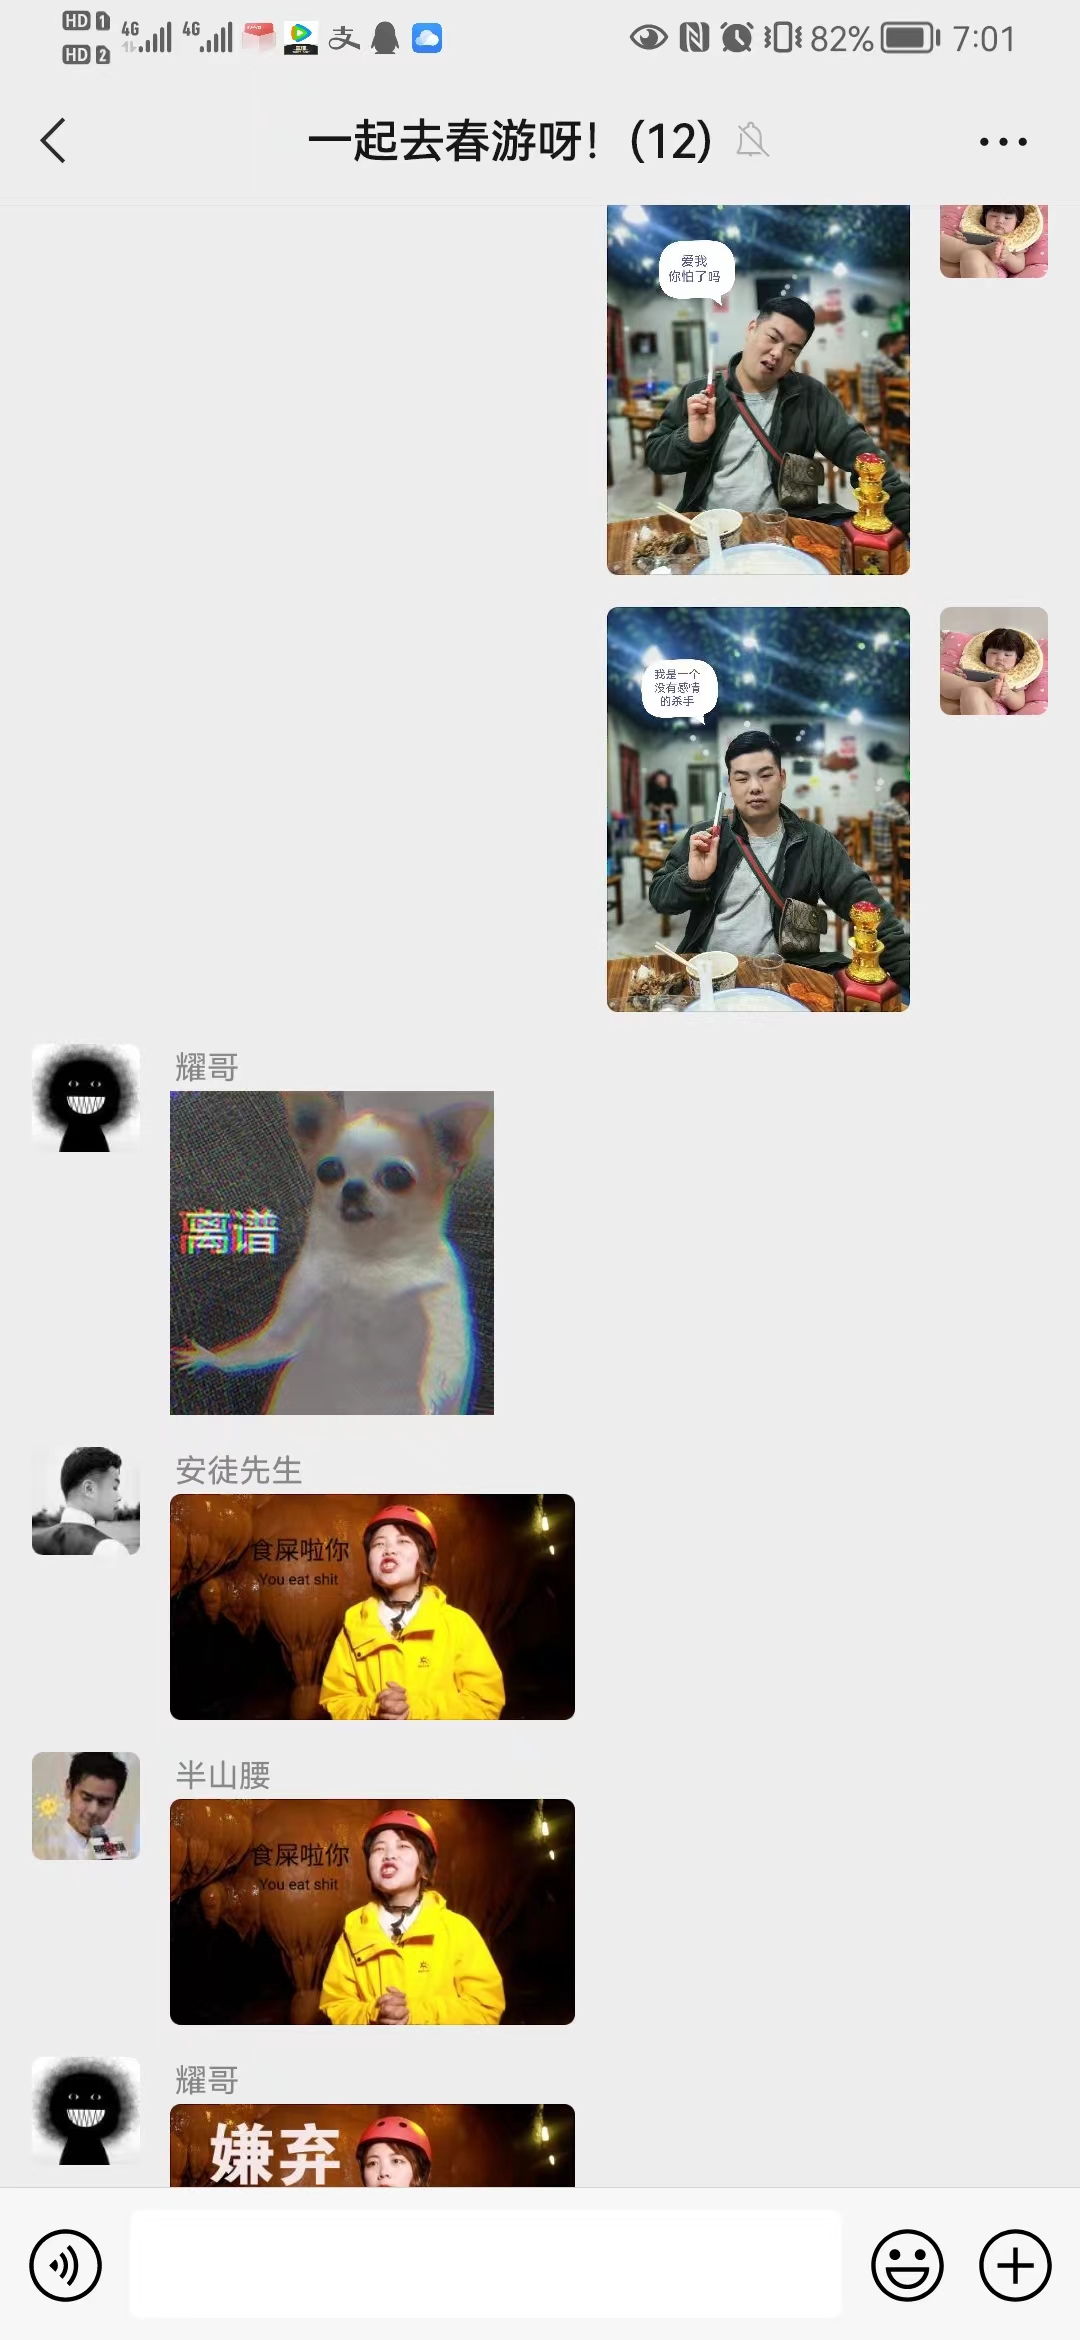 HD 1 4G 4G 82% 7:01
HD 2
一起去春游呀！(12)
爱我
你怕了吗
我是一个
没有感情
的杀手
耀哥
离谱
安徒先生
食屎啦你
You eat shit
半山腰
食屎啦你
You eat shit
耀哥
嫌弃